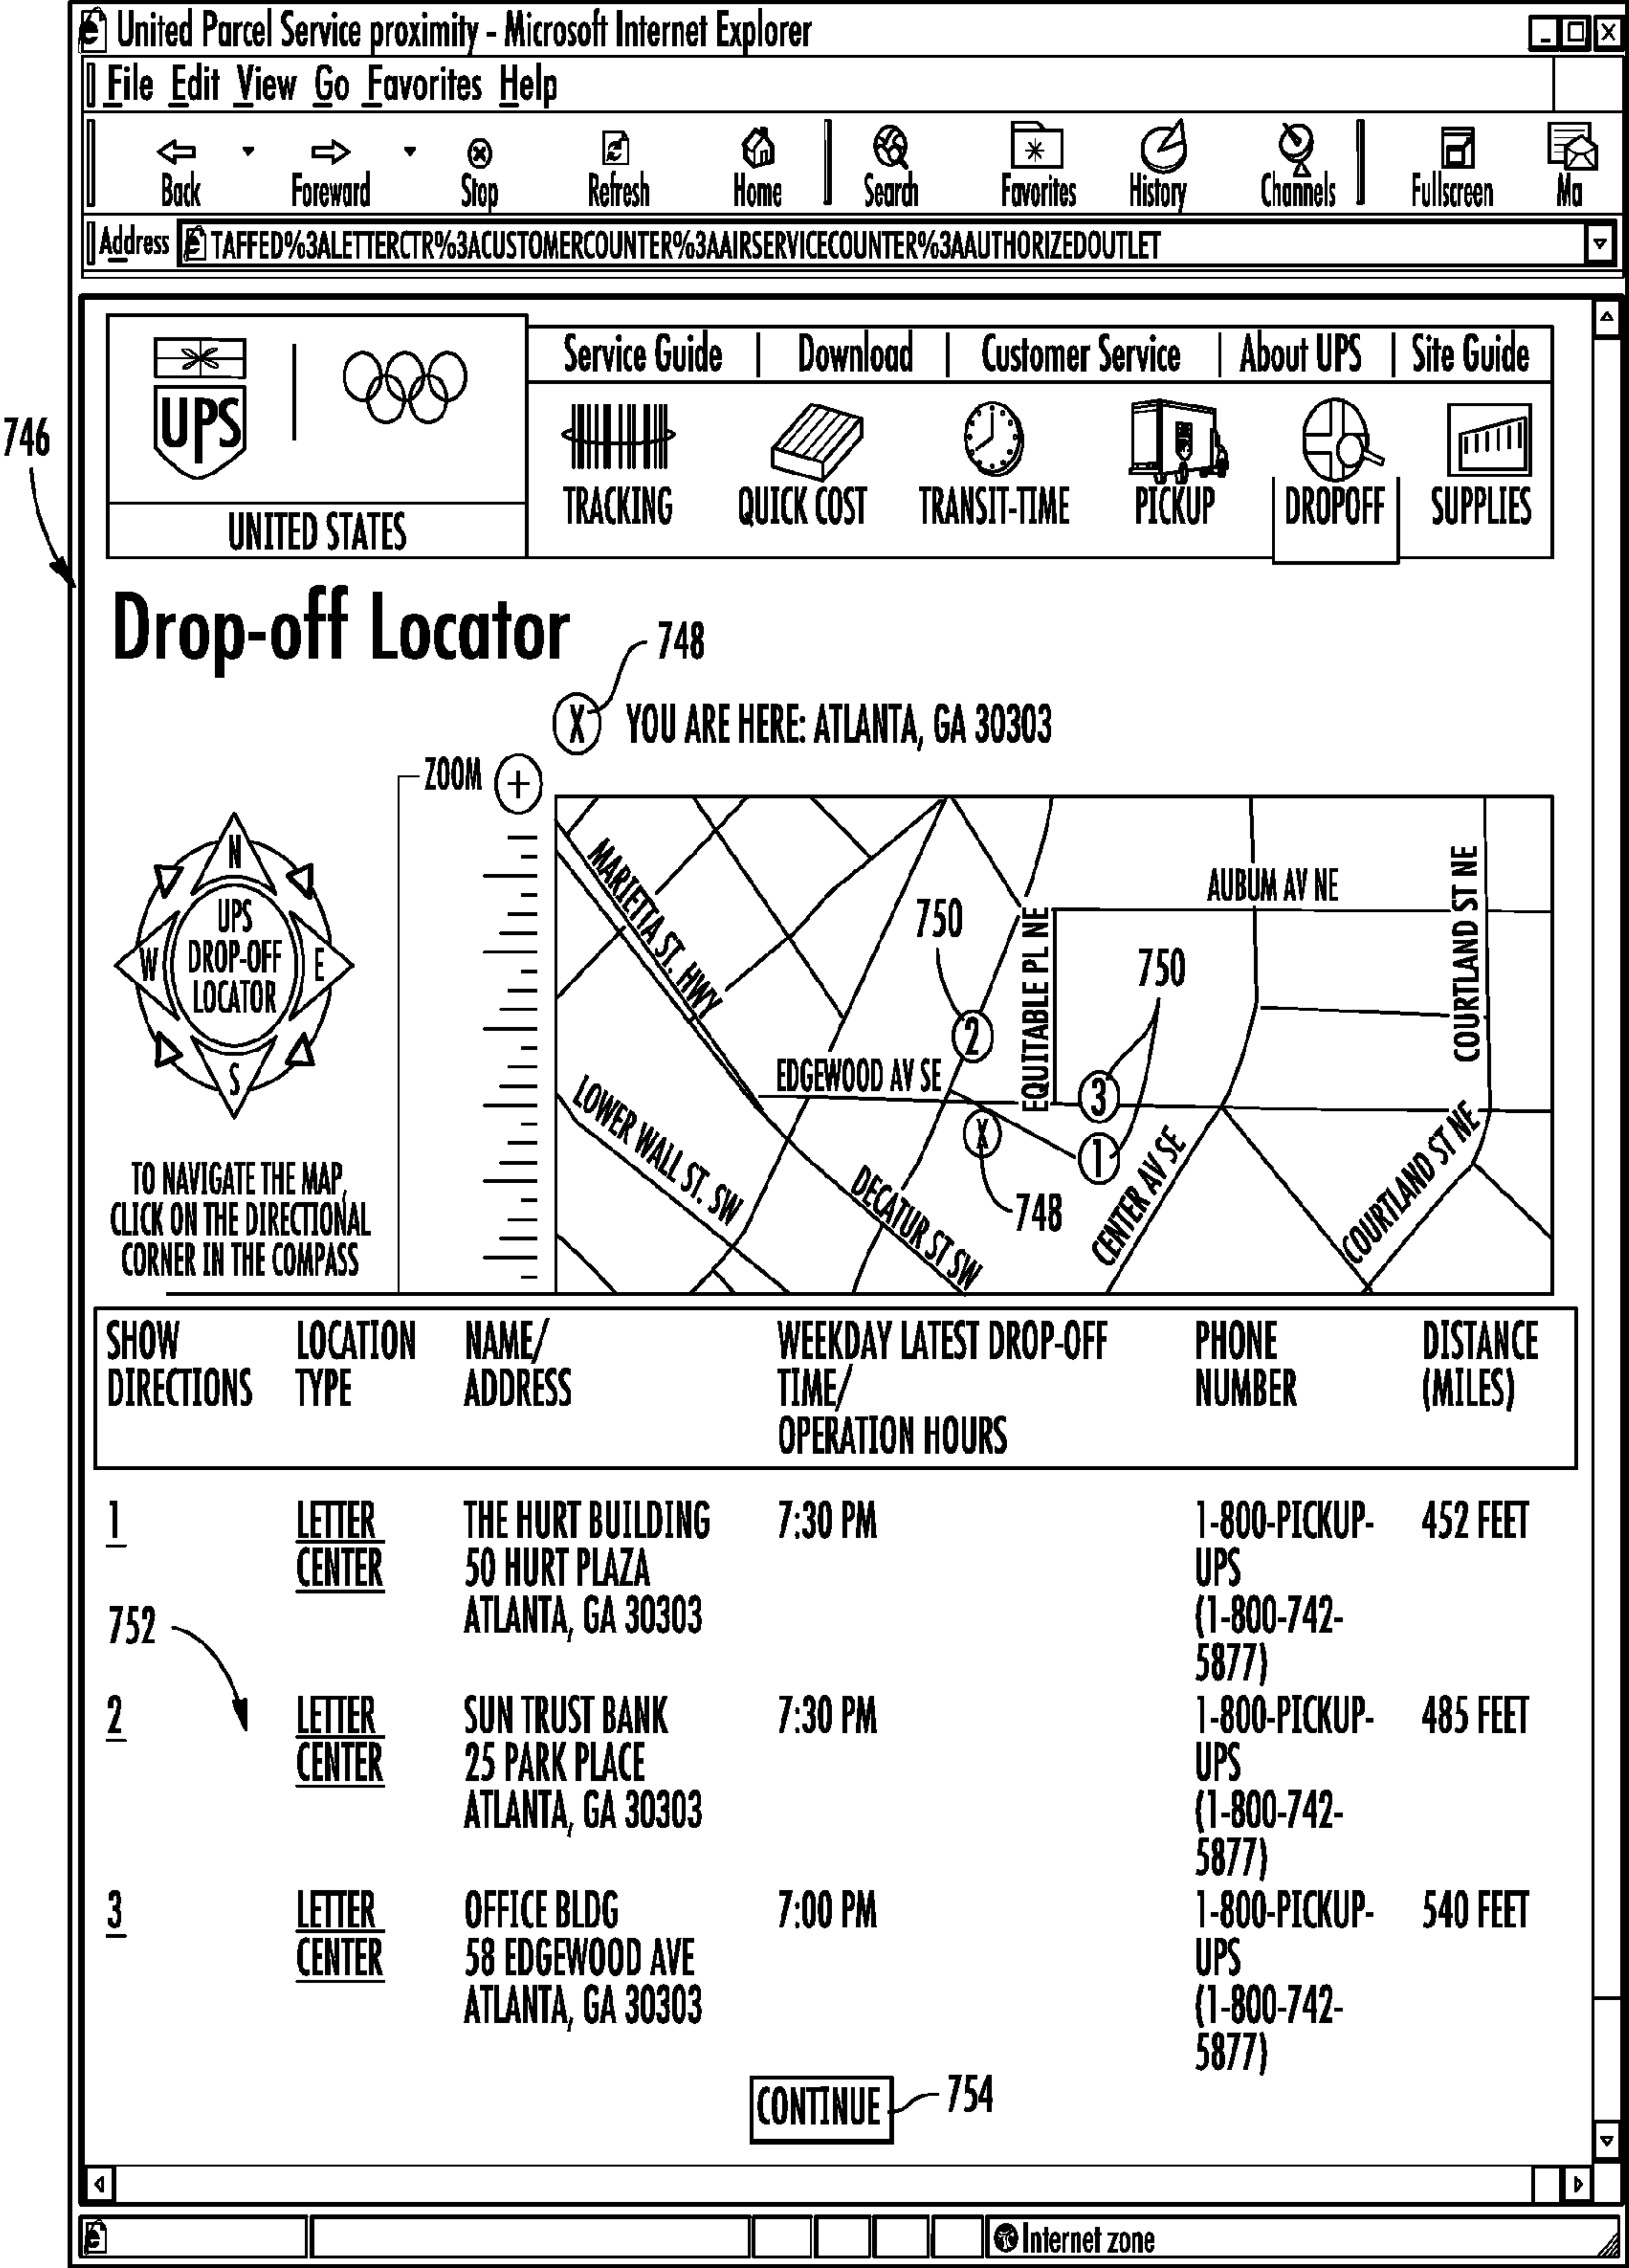 United Parcel Service proximity - Microsoft Internet Explorer
File Edit View Go Favorites Help
Back Foreward Stop Refresh Home Search Favorites History Channels Fullscreen Ma
Address TAFFED%3ALETTERCTR%3ACUSTOMERCOUNTER%3AAIRSERVICECOUNTER%3AAUTHORIZEDOUTLET
Service Guide | Download | Customer Service | About UPS | Site Guide
UPS
746
TRACKING QUICK COST TRANSIT-TIME PICKUP DROPOFF SUPPLIES
UNITED STATES
Drop-off Locator
748
X YOU ARE HERE: ATLANTA, GA 30303
ZOOM +
N
UPS
DROP-OFF
LOCATOR
W
E
S
TO NAVIGATE THE MAP,
CLICK ON THE DIRECTIONAL
CORNER IN THE COMPASS
MARIETTA ST. HWY
AUBUM AV NE
COURTLAND ST NE
750
EQUITABLE PL NE
750
2
EDGEWOOD AV SE
3
LOWER WALL ST. SW
X
1
748
DECATUR ST SW
CENTER AV SE
COURTLAND ST NE
SHOW LOCATION NAME/ WEEKDAY LATEST DROP-OFF PHONE DISTANCE
DIRECTIONS TYPE ADDRESS TIME/ NUMBER (MILES)
OPERATION HOURS
1 LETTER THE HURT BUILDING 7:30 PM 1-800-PICKUP- 452 FEET
CENTER 50 HURT PLAZA UPS
752 ATLANTA, GA 30303 (1-800-742-
5877)
2 LETTER SUN TRUST BANK 7:30 PM 1-800-PICKUP- 485 FEET
CENTER 25 PARK PLACE UPS
ATLANTA, GA 30303 (1-800-742-
5877)
3 LETTER OFFICE BLDG 7:00 PM 1-800-PICKUP- 540 FEET
CENTER 58 EDGEWOOD AVE UPS
ATLANTA, GA 30303 (1-800-742-
5877)
CONTINUE 754
Internet zone